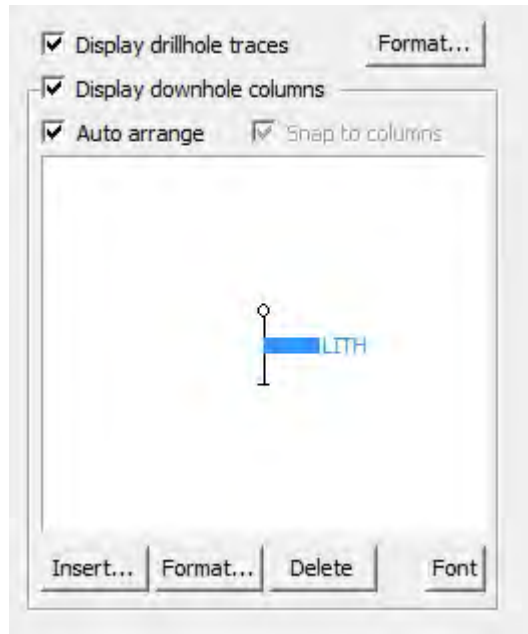 Display drillhole traces Format...
Display downhole columns
Auto arrange Snap to columns
LITH
Insert... Format... Delete Font